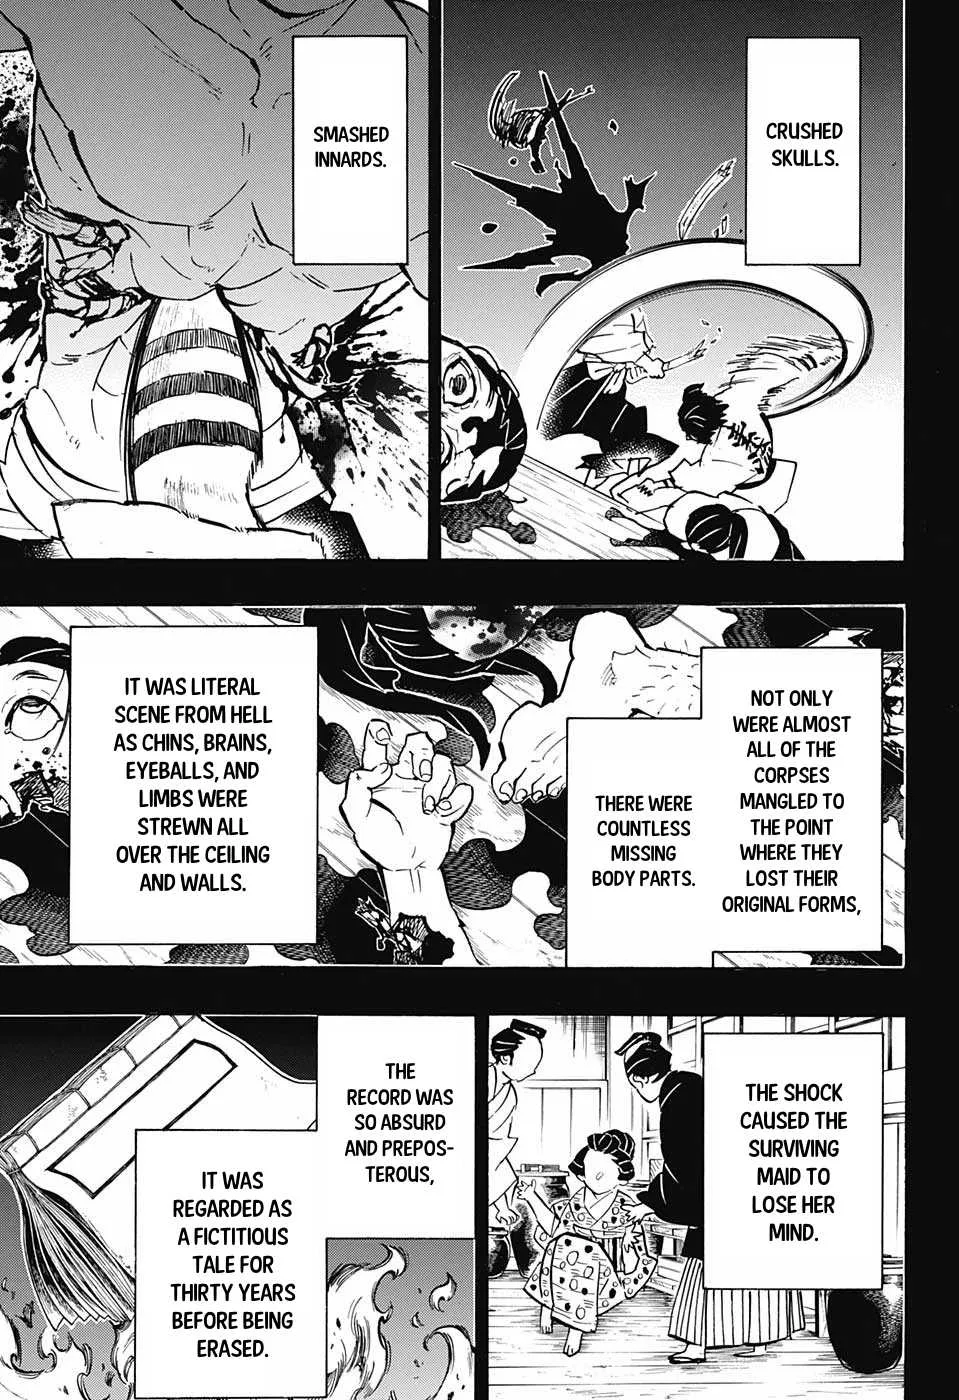 CRUSHED
SKULLS.
SMASHED
INNARDS.
NOT ONLY
WERE ALMOST
ALL OF THE
CORPSES
MANGLED TO
THE POINT
WHERE THEY
LOST THEIR
ORIGINAL FORMS,
THERE WERE
COUNTLESS
MISSING
BODY PARTS.
IT WAS LITERAL
SCENE FROM HELL
AS CHINS, BRAINS,
EYEBALLS, AND
LIMBS WERE
STREWN ALL
OVER THE CEILING
AND WALLS.
THE SHOCK
CAUSED THE
SURVIVING
MAID TO
LOSE HER
MIND.
THE
RECORD WAS
SO ABSURD
AND PREPOS-
TEROUS,
IT WAS
REGARDED AS
A FICTITIOUS
TALE FOR
THIRTY YEARS
BEFORE BEING
ERASED.